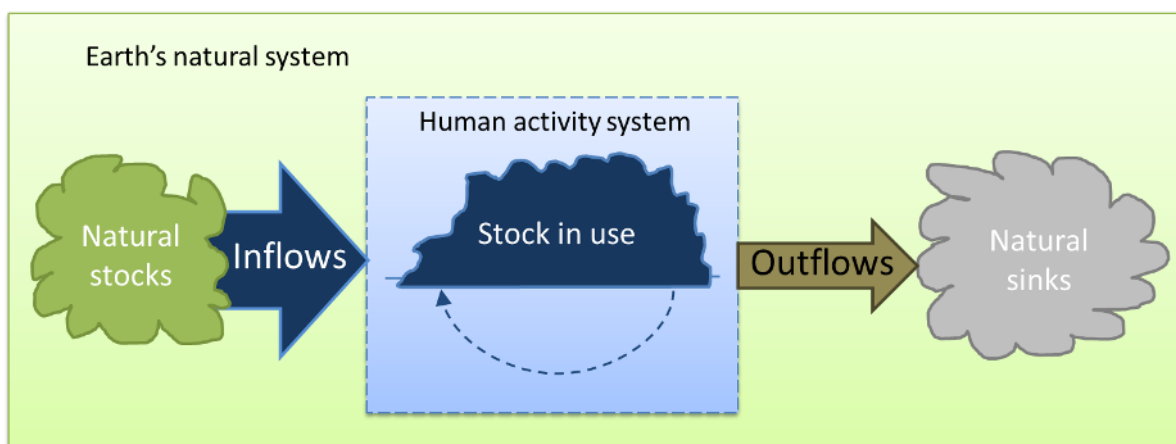 Earth’s natural system
Human activity system
Natural
stocks
Inflows
Stock in use
Outflows
Natural
sinks